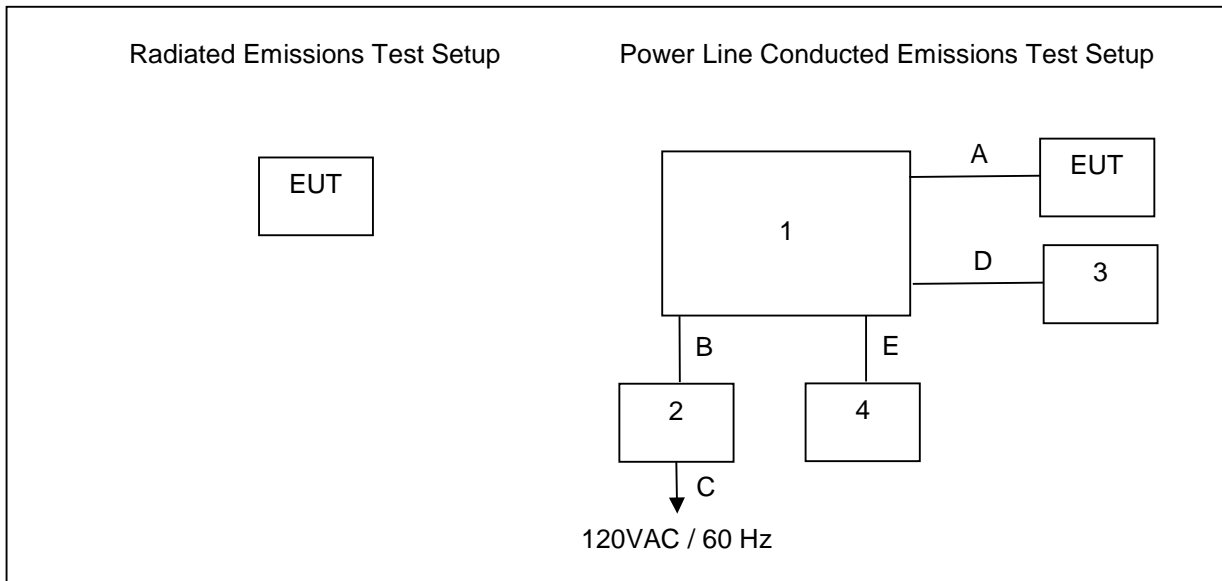 Radiated Emissions Test Setup
Power Line Conducted Emissions Test Setup
EUT
A
EUT
1
D
3
B
E
2
4
C
120VAC / 60 Hz